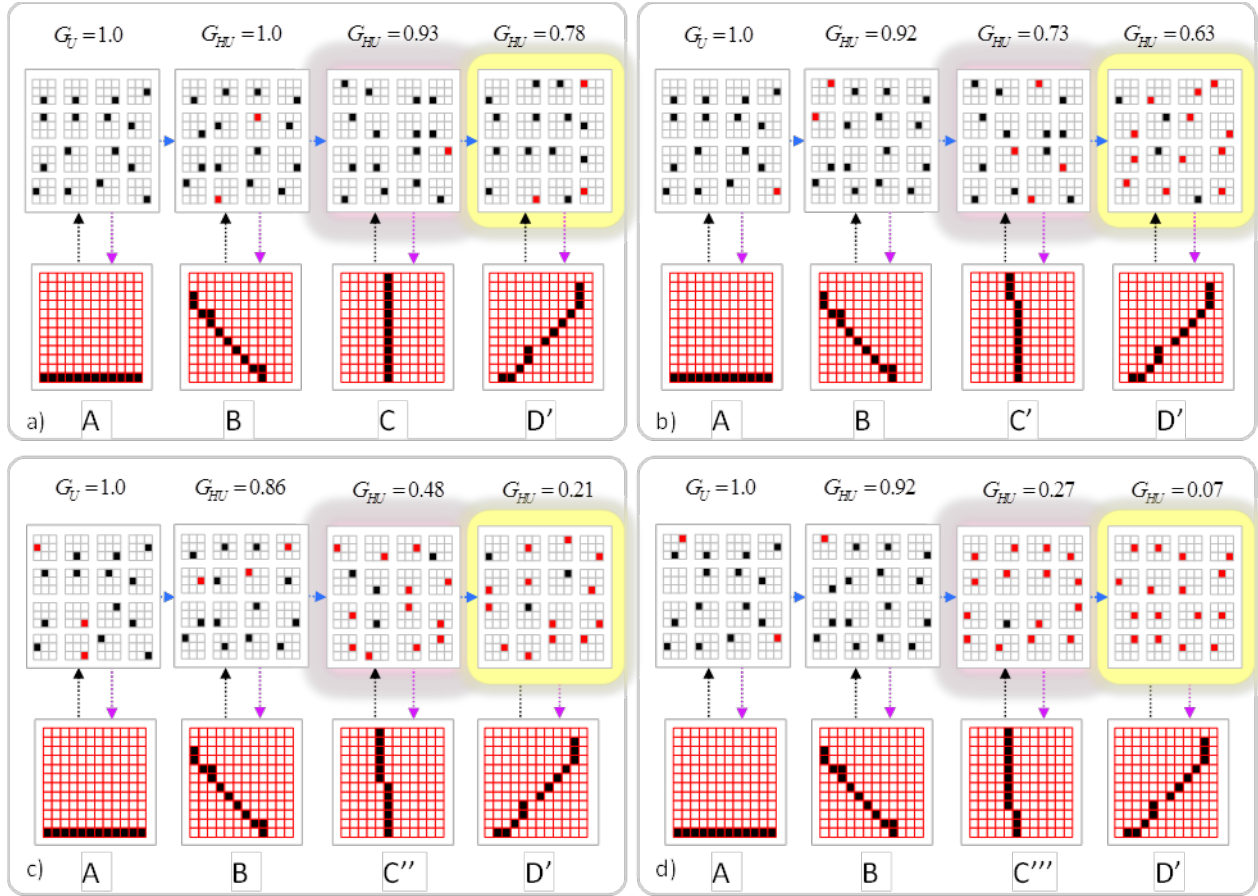 G_U = 1.0 G_HU = 1.0 G_HU = 0.93 G_HU = 0.78
a) A B C D′
G_U = 1.0 G_HU = 0.92 G_HU = 0.73 G_HU = 0.63
b) A B C′ D′
G_U = 1.0 G_HU = 0.86 G_HU = 0.48 G_HU = 0.21
c) A B C′′ D′
G_U = 1.0 G_HU = 0.92 G_HU = 0.27 G_HU = 0.07
d) A B C′′′ D′